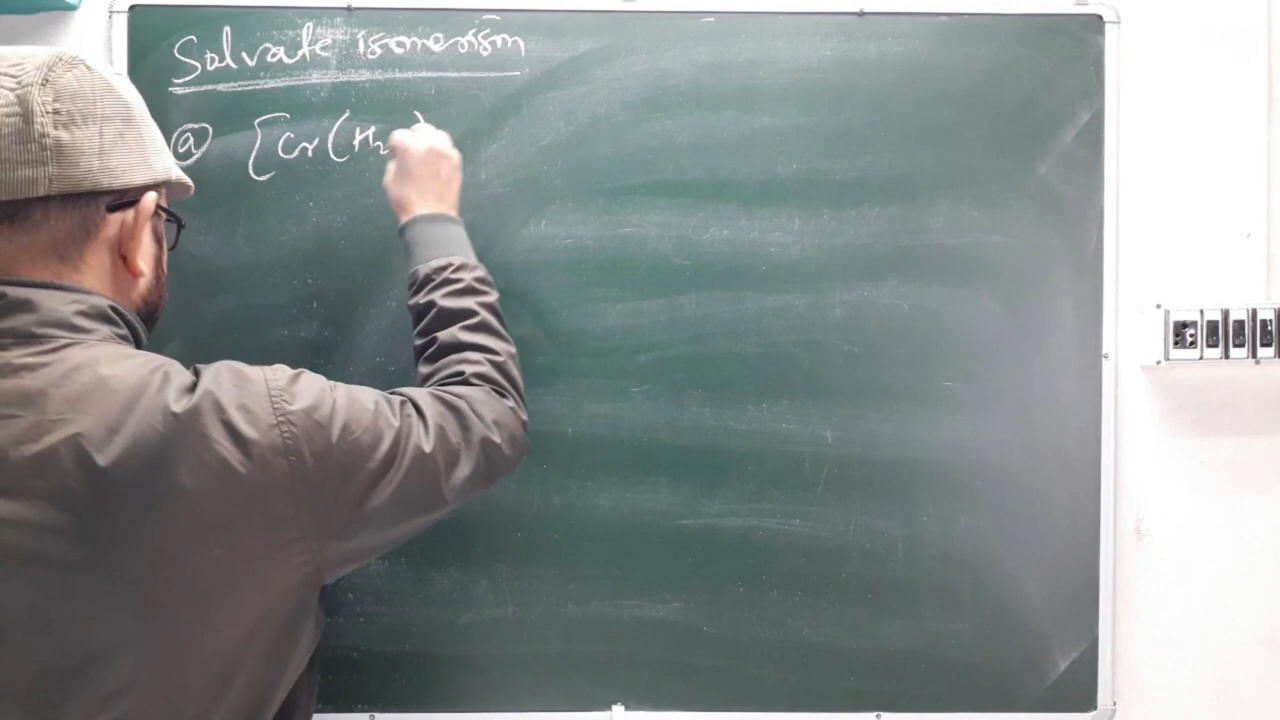 Solvate isomerism
ⓐ [Cr(H₂